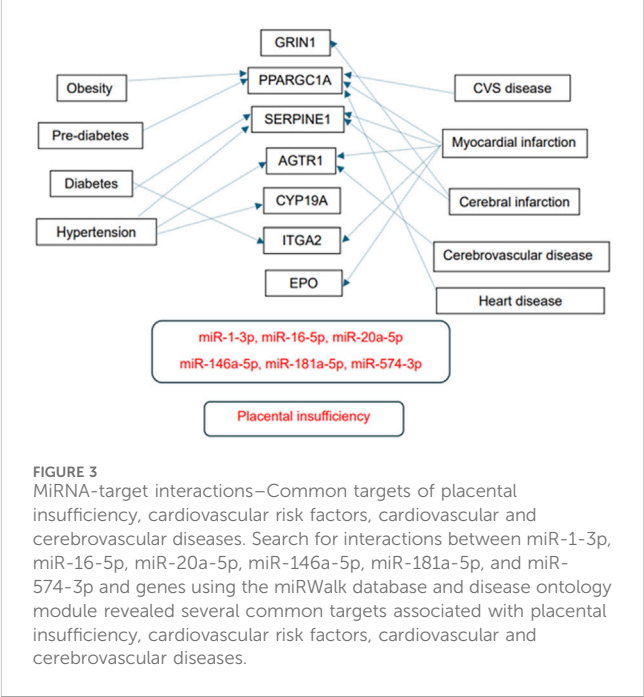 GRIN1
PPARGC1A
SERPINE1
AGTR1
CYP19A
ITGA2
EPO
Obesity
Pre-diabetes
Diabetes
Hypertension
CVS disease
Myocardial infarction
Cerebral infarction
Cerebrovascular disease
Heart disease
miR-1-3p, miR-16-5p, miR-20a-5p
miR-146a-5p, miR-181a-5p, miR-574-3p
Placental insufficiency
FIGURE 3
MiRNA-target interactions–Common targets of placental
insufficiency, cardiovascular risk factors, cardiovascular and
cerebrovascular diseases. Search for interactions between miR-1-3p,
miR-16-5p, miR-20a-5p, miR-146a-5p, miR-181a-5p, and miR-
574-3p and genes using the miRWalk database and disease ontology
module revealed several common targets associated with placental
insufficiency, cardiovascular risk factors, cardiovascular and
cerebrovascular diseases.